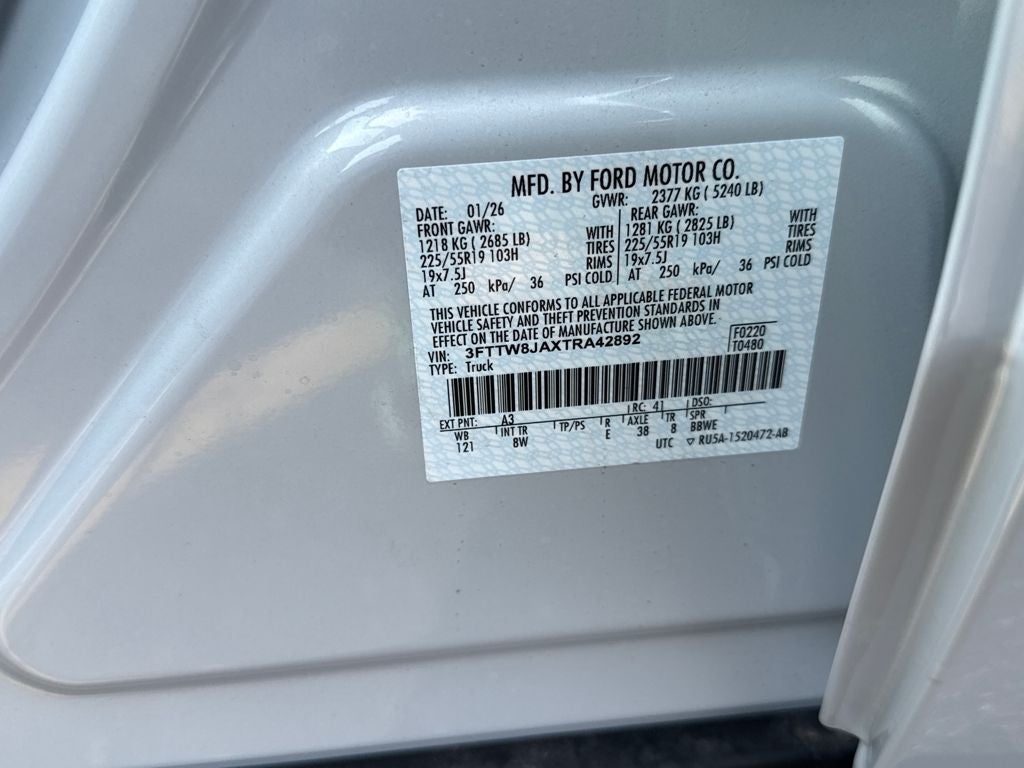 MFD. BY FORD MOTOR CO.
DATE: 01/26 GVWR: 2377 KG ( 5240 LB)
FRONT GAWR: REAR GAWR:
1218 KG ( 2685 LB) WITH 1281 KG ( 2825 LB) WITH
225/55R19 103H TIRES 225/55R19 103H TIRES
19x7.5J RIMS 19x7.5J RIMS
AT 250 kPa/ 36 PSI COLD AT 250 kPa/ 36 PSI COLD
THIS VEHICLE CONFORMS TO ALL APPLICABLE FEDERAL MOTOR
VEHICLE SAFETY AND THEFT PREVENTION STANDARDS IN
EFFECT ON THE DATE OF MANUFACTURE SHOWN ABOVE.
VIN: 3FTTW8JAXTRA42892 F0220
TYPE: Truck T0480
EXT PNT: A3 RC: 41 DSO:
WB INT TR TP/PS R AXLE TR SPR
121 8W E 38 8 BBWE
UTC ▽ RU5A-1520472-AB